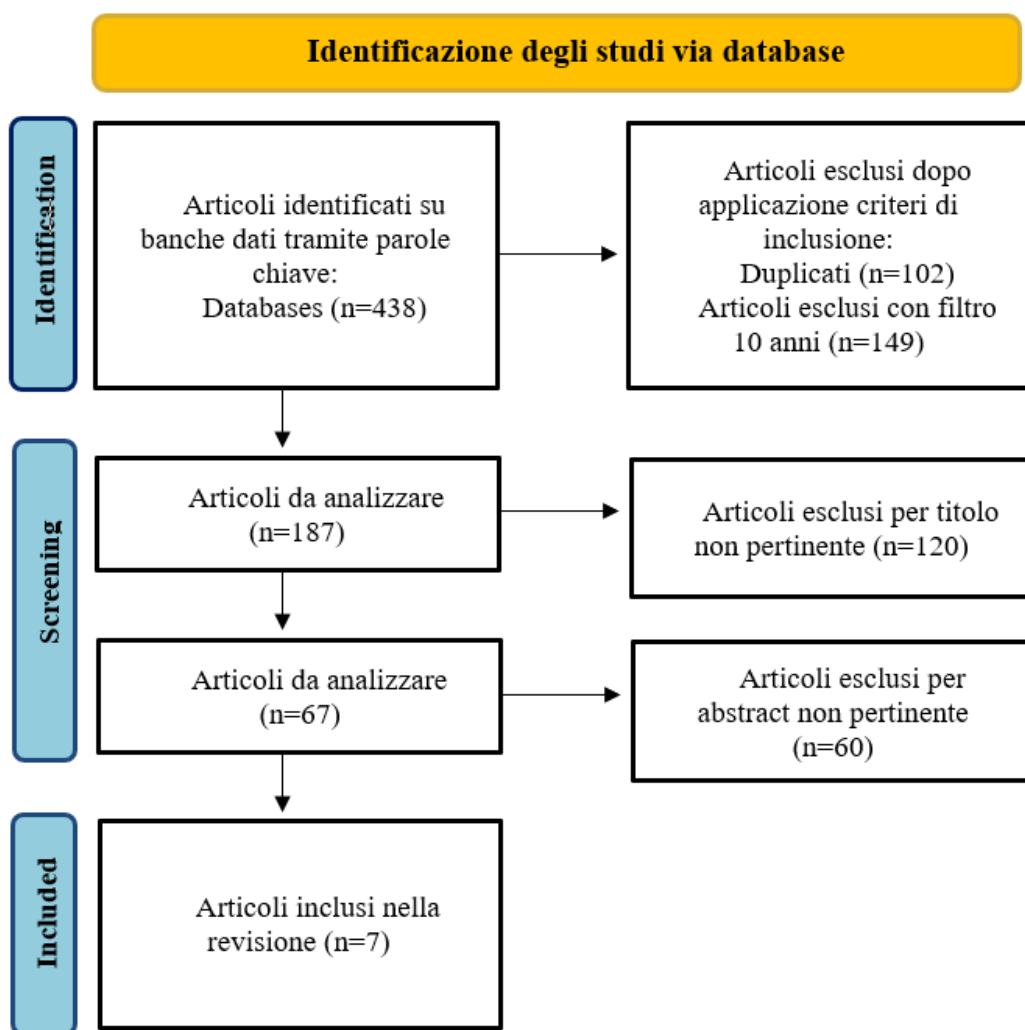 Identificazione degli studi via database
Identification
Articoli identificati su
banche dati tramite parole
chiave:
Databases (n=438)
Articoli esclusi dopo
applicazione criteri di
inclusione:
Duplicati (n=102)
Articoli esclusi con filtro
10 anni (n=149)
Screening
Articoli da analizzare
(n=187)
Articoli esclusi per titolo
non pertinente (n=120)
Articoli da analizzare
(n=67)
Articoli esclusi per
abstract non pertinente
(n=60)
Included
Articoli inclusi nella
revisione (n=7)